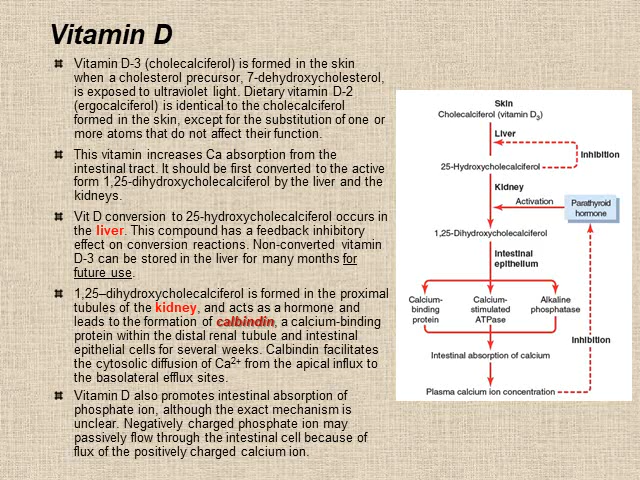 Vitamin D
Vitamin D-3 (cholecalciferol) is formed in the skin
when a cholesterol precursor, 7-dehydroxycholesterol,
is exposed to ultraviolet light. Dietary vitamin D-2
(ergocalciferol) is identical to the cholecalciferol
formed in the skin, except for the substitution of one or
more atoms that do not affect their function.
This vitamin increases Ca absorption from the
intestinal tract. It should be first converted to the active
form 1,25-dihydroxycholecalciferol by the liver and the
kidneys.
Vit D conversion to 25-hydroxycholecalciferol occurs in
the liver. This compound has a feedback inhibitory
effect on conversion reactions. Non-converted vitamin
D-3 can be stored in the liver for many months for
future use.
1,25–dihydroxycholecalciferol is formed in the proximal
tubules of the kidney, and acts as a hormone and
leads to the formation of calbindin, a calcium-binding
protein within the distal renal tubule and intestinal
epithelial cells for several weeks. Calbindin facilitates
the cytosolic diffusion of Ca2+ from the apical influx to
the basolateral efflux sites.
Vitamin D also promotes intestinal absorption of
phosphate ion, although the exact mechanism is
unclear. Negatively charged phosphate ion may
passively flow through the intestinal cell because of
flux of the positively charged calcium ion.
Skin
Cholecalciferol (vitamin D3)
Liver
Inhibition
25-Hydroxycholecalciferol
Kidney
Activation
Parathyroid
hormone
1,25-Dihydroxycholecalciferol
Intestinal
epithelium
Calcium-
binding
protein
Calcium-
stimulated
ATPase
Alkaline
phosphatase
Inhibition
Intestinal absorption of calcium
Plasma calcium ion concentration